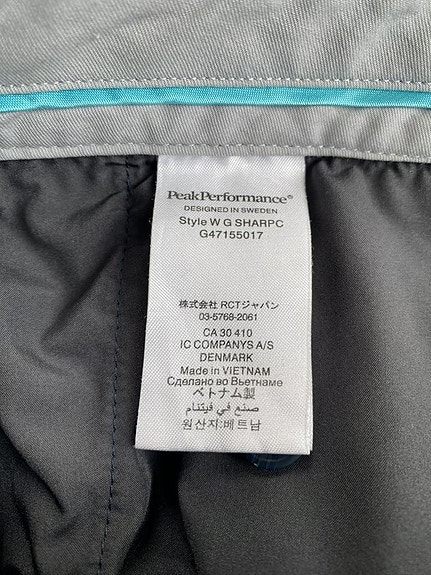 PeakPerformance®
DESIGNED IN SWEDEN
Style W G SHARPC
G47155017
株式会社 RCTジャパン
03-5768-2061
CA 30 410
IC COMPANYS A/S
DENMARK
Made in VIETNAM
Сделано во Вьетнаме
ベトナム製
صنع في فيتنام
원산지:베트남